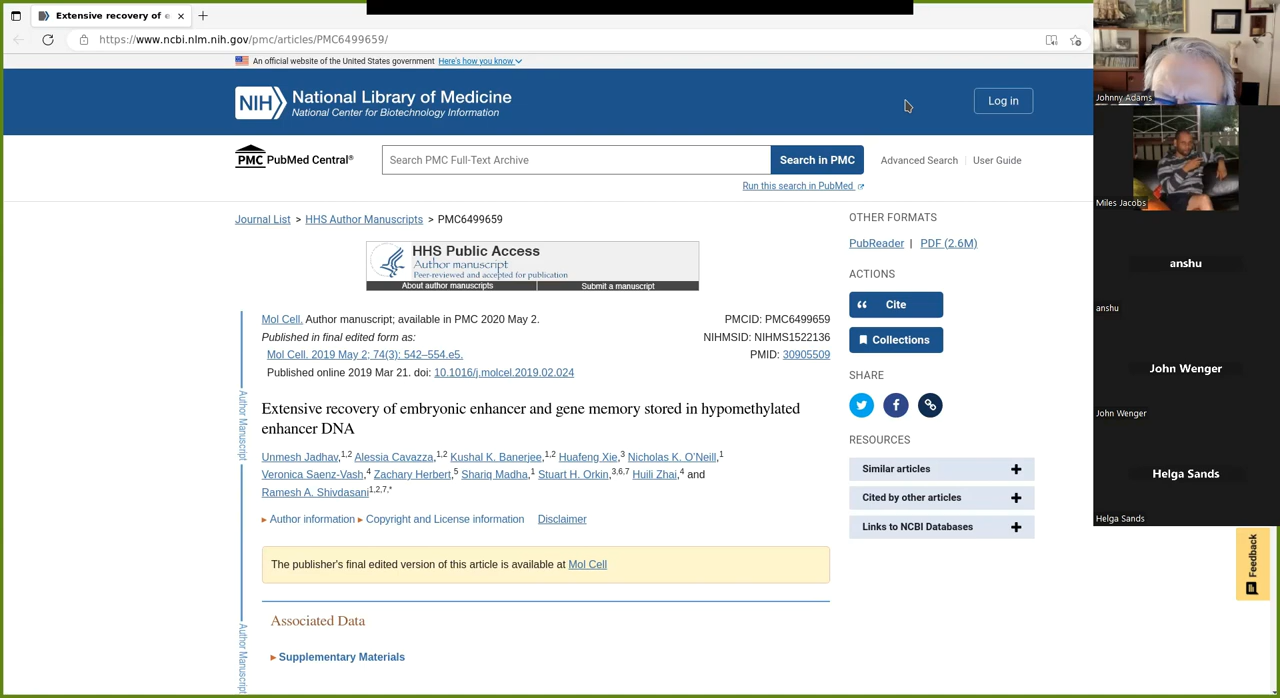 Extensive recovery of e
https://www.ncbi.nlm.nih.gov/pmc/articles/PMC6499659/
An official website of the United States government Here's how you know
NIH National Library of Medicine
National Center for Biotechnology Information
Log in
PMC PubMed Central®
Search PMC Full-Text Archive
Search in PMC
Advanced Search | User Guide
Run this search in PubMed
Journal List > HHS Author Manuscripts > PMC6499659
HHS Public Access
Author manuscript
Peer-reviewed and accepted for publication
About author manuscripts
Submit a manuscript
Mol Cell. Author manuscript; available in PMC 2020 May 2.
PMCID: PMC6499659
Published in final edited form as:
NIHMSID: NIHMS1522136
Mol Cell. 2019 May 2; 74(3): 542–554.e5.
PMID: 30905509
Published online 2019 Mar 21. doi: 10.1016/j.molcel.2019.02.024
Extensive recovery of embryonic enhancer and gene memory stored in hypomethylated
enhancer DNA
Unmesh Jadhav,1,2 Alessia Cavazza,1,2 Kushal K. Banerjee,1,2 Huafeng Xie,3 Nicholas K. O'Neill,1
Veronica Saenz-Vash,4 Zachary Herbert,5 Shariq Madha,1 Stuart H. Orkin,3,6,7 Huili Zhai,4 and
Ramesh A. Shivdasani1,2,7,*
▸ Author information ▸ Copyright and License information Disclaimer
The publisher's final edited version of this article is available at Mol Cell
Associated Data
▸ Supplementary Materials
Author Manuscript
Author Manuscript
OTHER FORMATS
PubReader | PDF (2.6M)
ACTIONS
Cite
Collections
SHARE
RESOURCES
Similar articles
Cited by other articles
Links to NCBI Databases
Johnny Adams
Miles Jacobs
anshu
anshu
John Wenger
John Wenger
Helga Sands
Helga Sands
Feedback